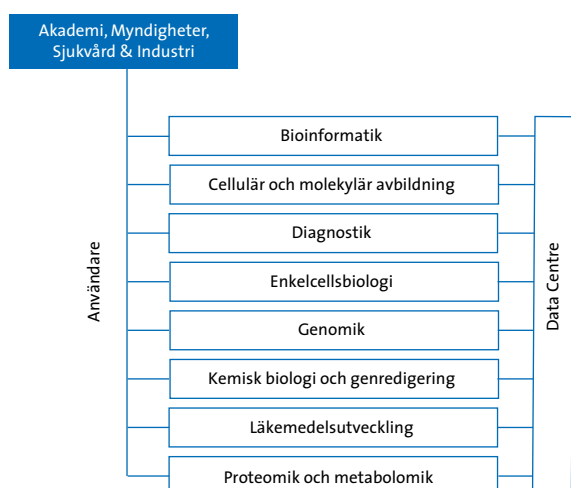 Akademi, Myndigheter,
Sjukvård & Industri
Användare
Bioinformatik
Cellulär och molekylär avbildning
Diagnostik
Enkelcellsbiologi
Genomik
Kemisk biologi och genredigering
Läkemedelsutveckling
Proteomik och metabolomik
Data Centre